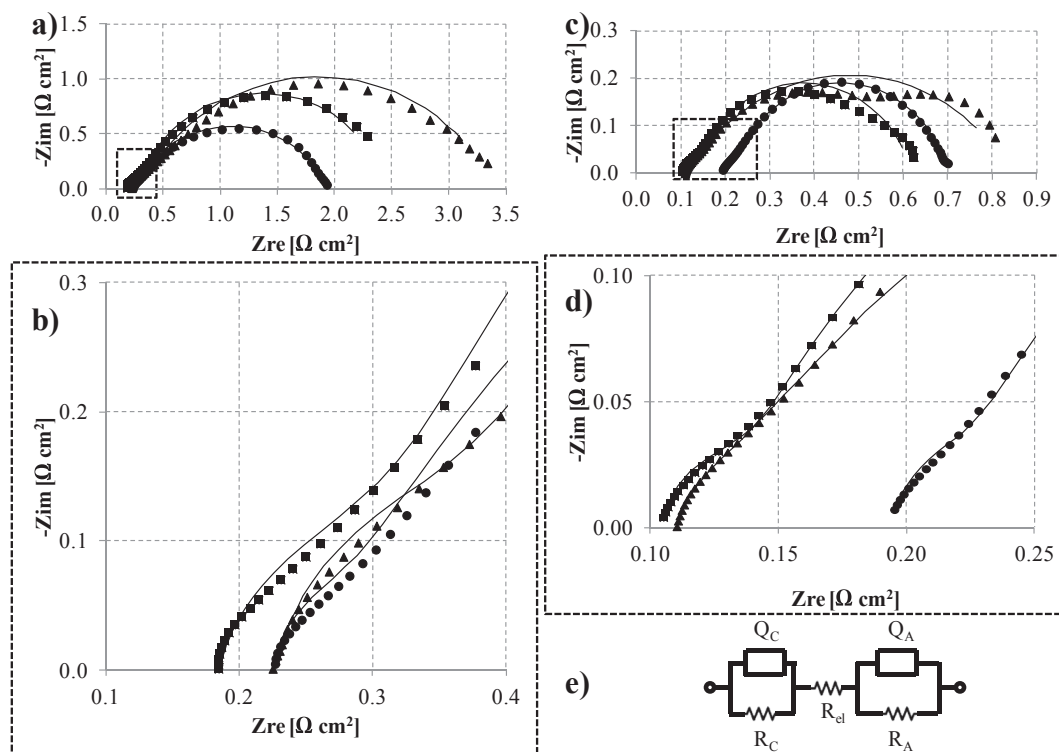 a)
1.5
1.0
0.5
0.0
-Zim [Ω cm²]
0.0 0.5 1.0 1.5 2.0 2.5 3.0 3.5
Zre [Ω cm²]
c)
0.3
0.2
0.1
0.0
-Zim [Ω cm²]
0.0 0.1 0.2 0.3 0.4 0.5 0.6 0.7 0.8 0.9
Zre [Ω cm²]
b)
0.3
0.2
0.1
0.0
-Zim [Ω cm²]
0.1 0.2 0.3 0.4
Zre [Ω cm²]
d)
0.10
0.05
0.00
-Zim [Ω cm²]
0.10 0.15 0.20 0.25
Zre [Ω cm²]
e)
Q_C Q_A
R_el
R_C R_A